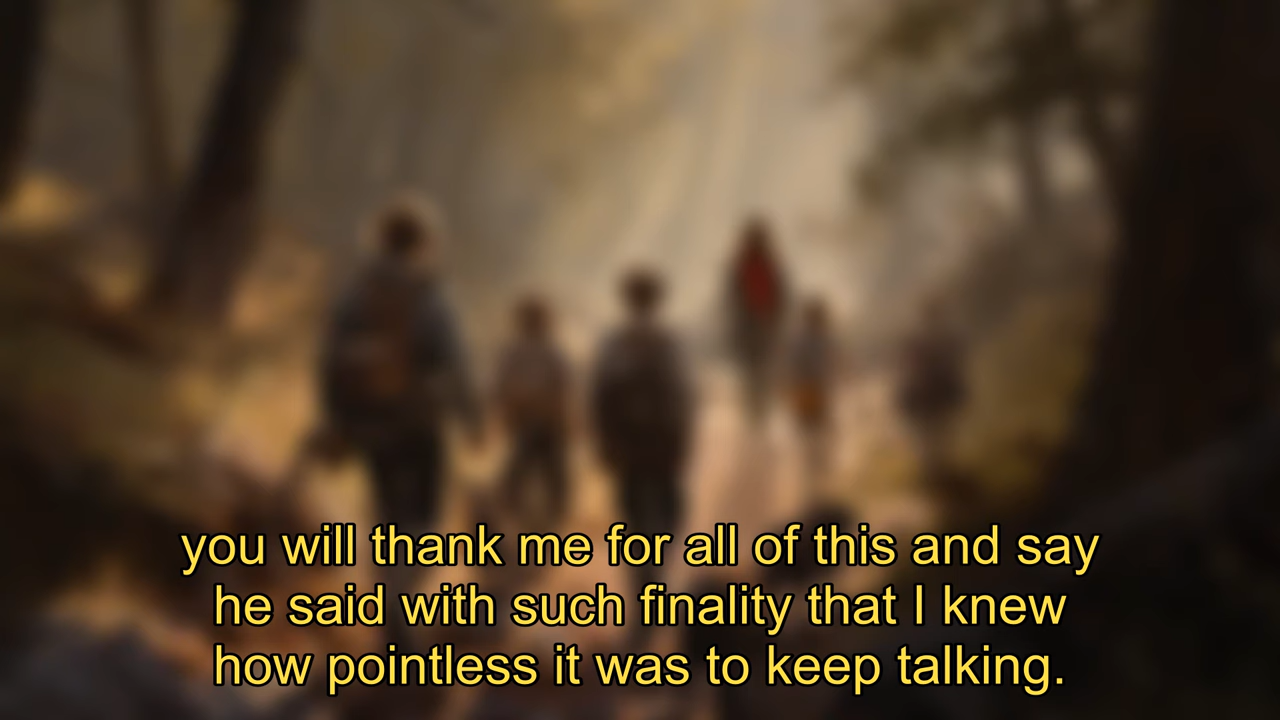 you will thank me for all of this and say
he said with such finality that I knew
how pointless it was to keep talking.